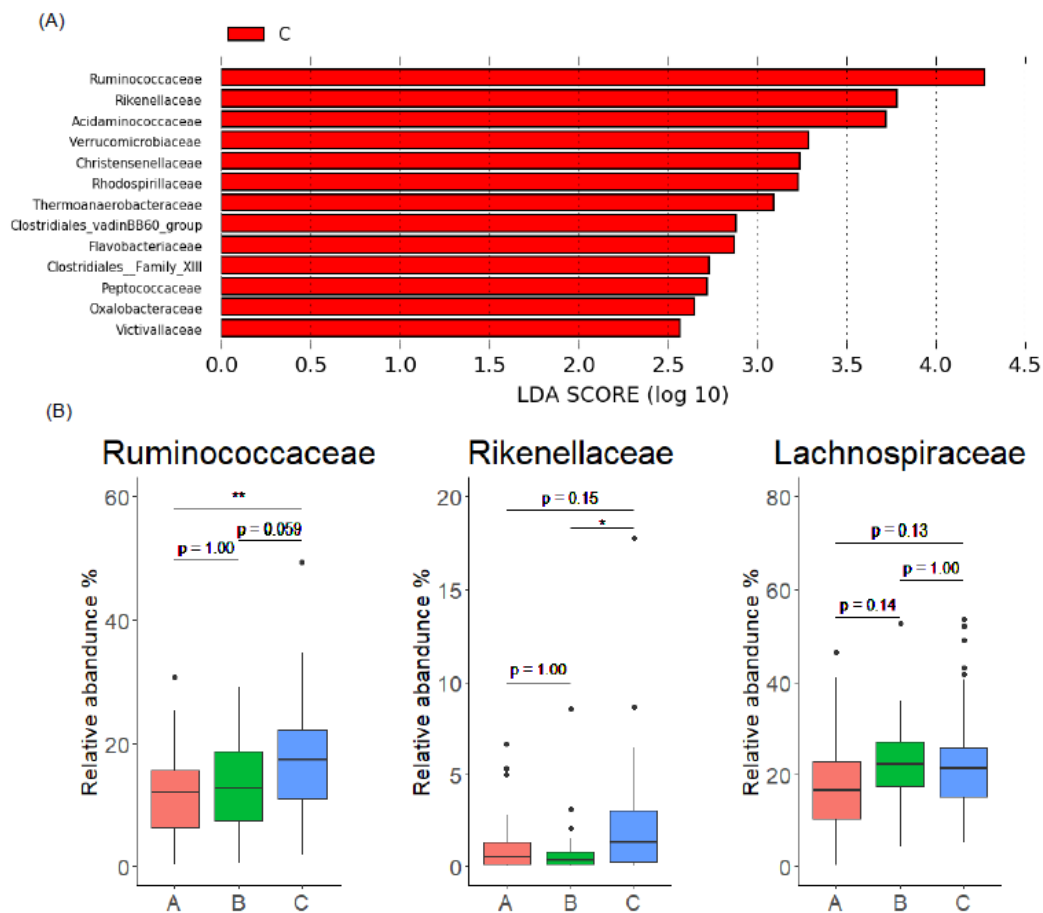 (A)
C
Ruminococcaceae
Rikenellaceae
Acidaminococcaceae
Verrucomicrobiaceae
Christensenellaceae
Rhodospirillaceae
Thermoanaerobacteraceae
Clostridiales_vadinBB60_group
Flavobacteriaceae
Clostridiales__Family_XIII
Peptococcaceae
Oxalobacteraceae
Victivallaceae
0.0 0.5 1.0 1.5 2.0 2.5 3.0 3.5 4.0 4.5
LDA SCORE (log 10)
(B)
Ruminococcaceae
Relative abandunce %
60
40
20
0
**
p = 0.059
p = 1.00
A B C
Rikenellaceae
Relative abandunce %
20
15
10
5
0
p = 0.15
*
p = 1.00
A B C
Lachnospiraceae
Relative abandunce %
80
60
40
20
0
p = 0.13
p = 1.00
p = 0.14
A B C